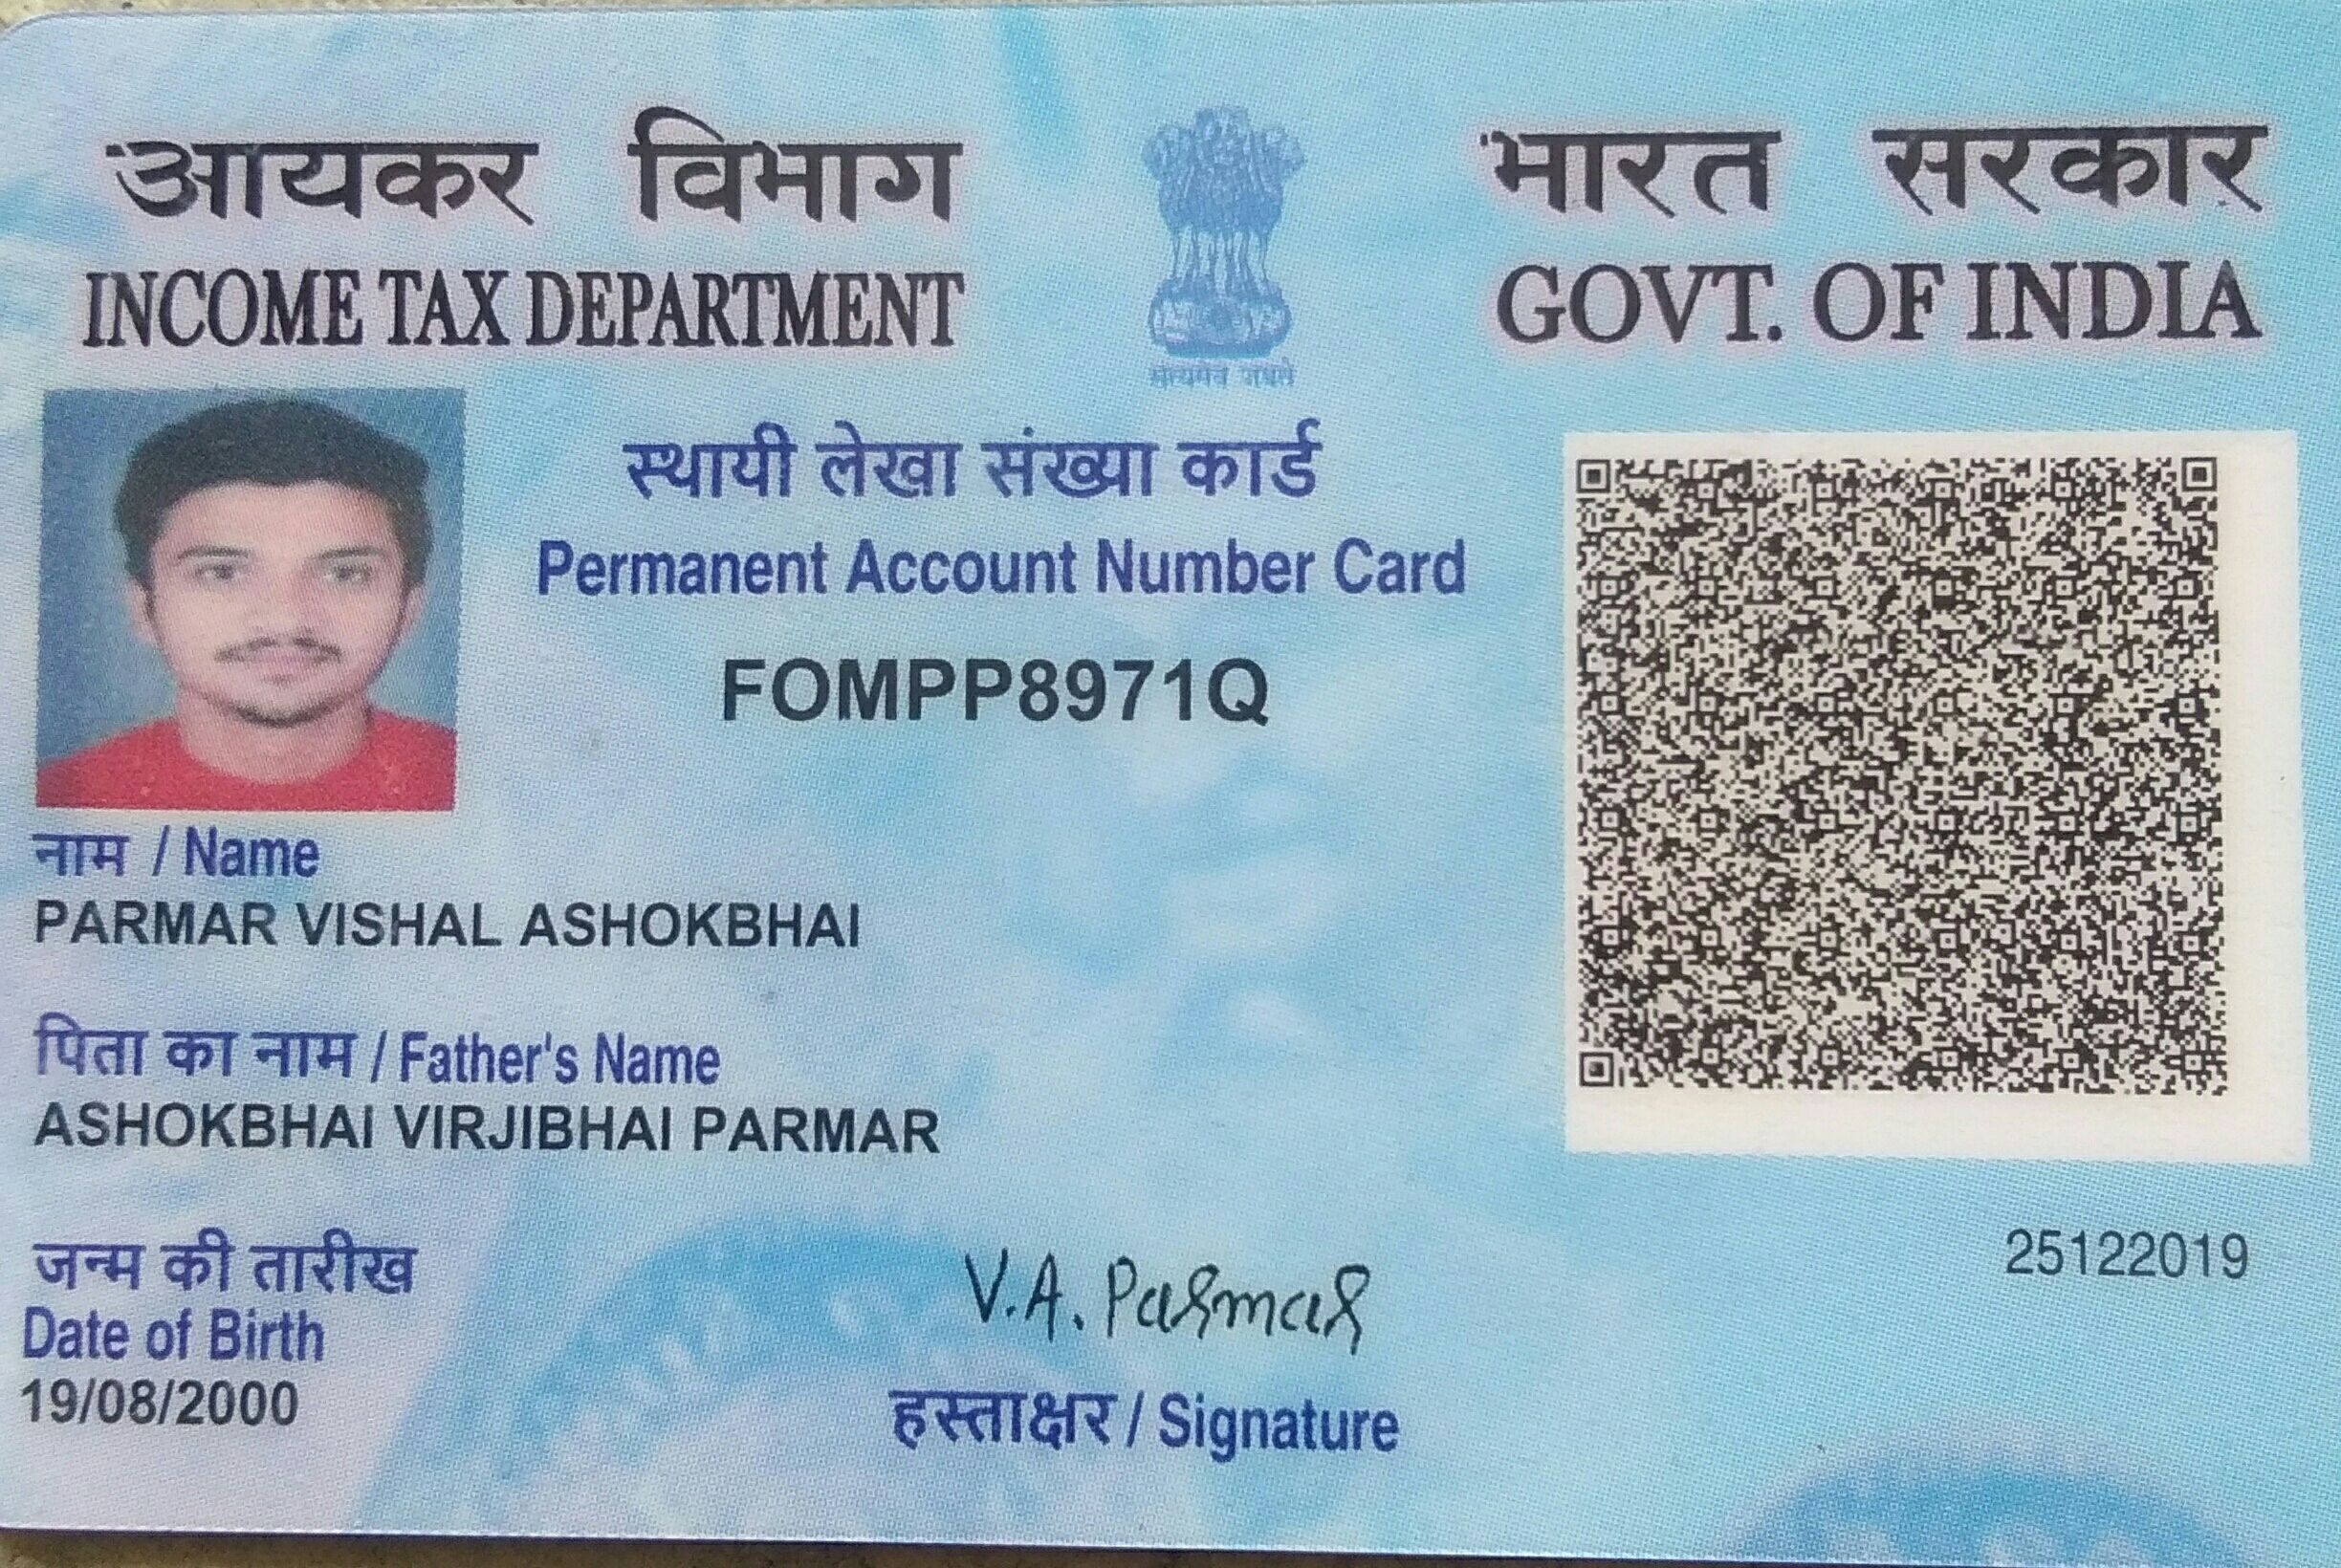 आयकर विभाग
INCOME TAX DEPARTMENT
सत्यमेव जयते
भारत सरकार
GOVT. OF INDIA
स्थायी लेखा संख्या कार्ड
Permanent Account Number Card
FOMPP8971Q
नाम / Name
PARMAR VISHAL ASHOKBHAI
पिता का नाम / Father's Name
ASHOKBHAI VIRJIBHAI PARMAR
जन्म की तारीख
Date of Birth
19/08/2000
V.A. Parmar
हस्ताक्षर / Signature
25122019